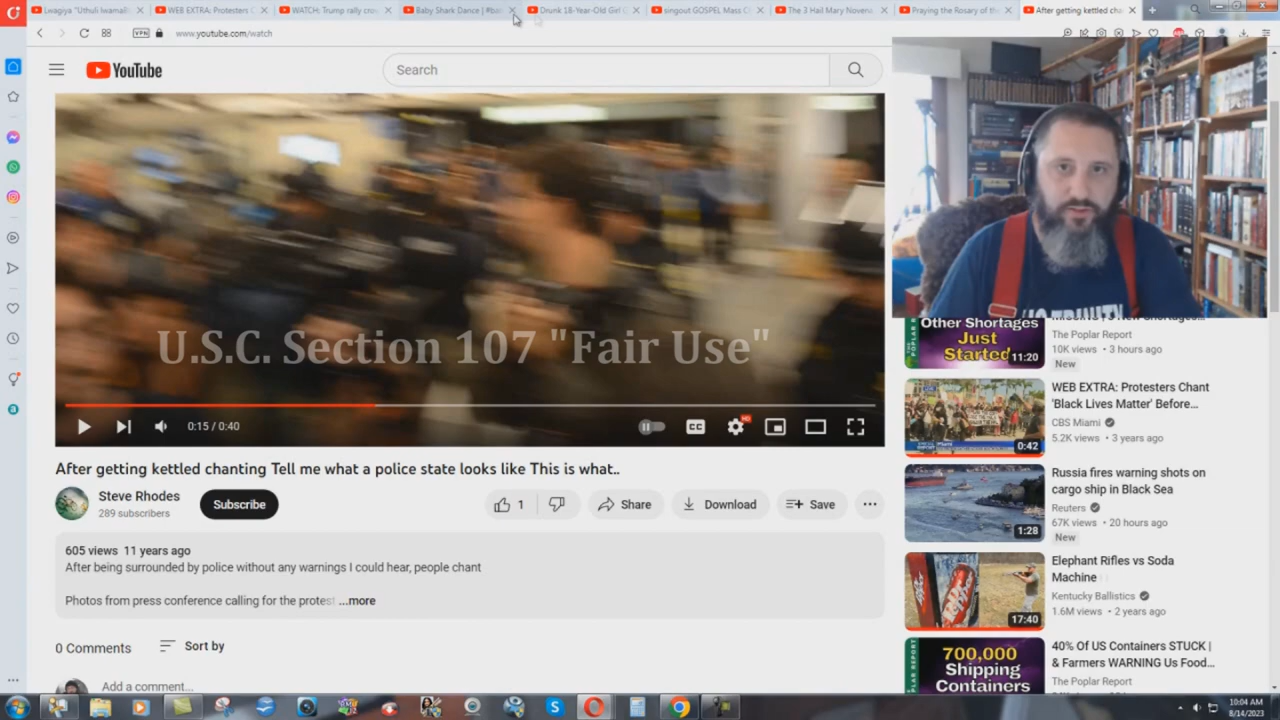 Lwagiya "Uthuli lwamaB
WEB EXTRA: Protesters C
WATCH: Trump rally crow
Baby Shark Dance | #bab
Drunk 18-Year-Old Girl C
singout GOSPEL Mass C
The 3 Hail Mary Novena
Praying the Rosary of th
After getting kettled cha
VPN
www.youtube.com/watch
YouTube
Search
U.S.C. Section 107 "Fair Use"
0:15 / 0:40
CC
HD
After getting kettled chanting Tell me what a police state looks like This is what..
Steve Rhodes
289 subscribers
Subscribe
1
Share
Download
Save
605 views 11 years ago
After being surrounded by police without any warnings I could hear, people chant
Photos from press conference calling for the protest ...more
0 Comments
Sort by
Add a comment...
Other Shortages
Just
Started
11:20
The Poplar Report
10K views • 3 hours ago
New
WEB EXTRA: Protesters Chant
'Black Lives Matter' Before...
CBS Miami
5.2K views • 3 years ago
0:42
Russia fires warning shots on
cargo ship in Black Sea
Reuters
67K views • 20 hours ago
New
1:28
Elephant Rifles vs Soda
Machine
Kentucky Ballistics
1.6M views • 2 years ago
17:40
40% Of US Containers STUCK |
& Farmers WARNING Us Food...
The Poplar Report
700,000
Shipping
Containers
10:04 AM
8/14/2023